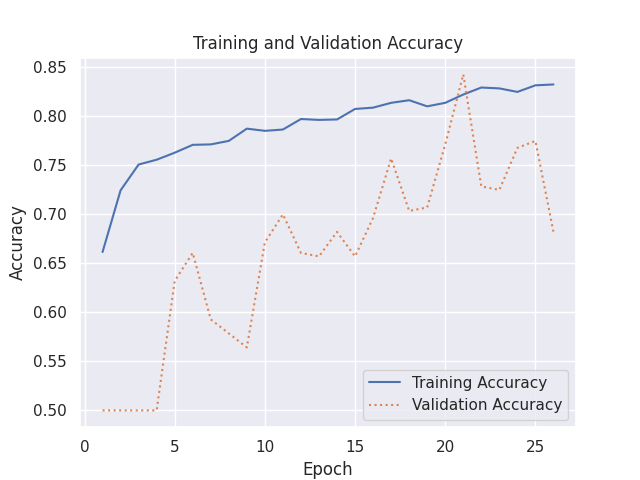 Training and Validation Accuracy
0.85
0.80
0.75
0.70
0.65
0.60
0.55
0.50
Accuracy
0
5
10
15
20
25
Epoch
Training Accuracy
Validation Accuracy